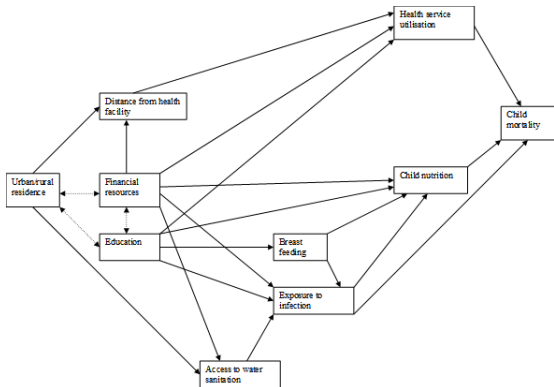 Health service
utilisation
Distance from health
facility
Child
mortality
Urban/rural
residence
Financial
resources
Child nutrition
Education
Breast
feeding
Exposure to
infection
Access to water
sanitation